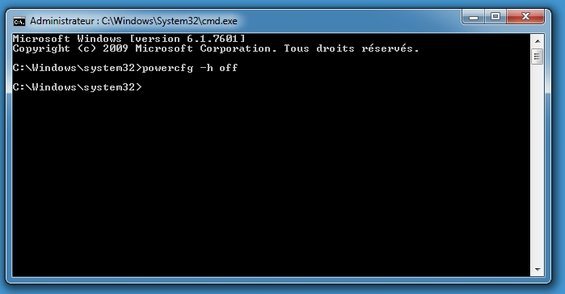 Administrateur : C:\Windows\System32\cmd.exe
Microsoft Windows [version 6.1.7601]
Copyright (c) 2009 Microsoft Corporation. Tous droits réservés.
C:\Windows\system32>powercfg -h off
C:\Windows\system32>